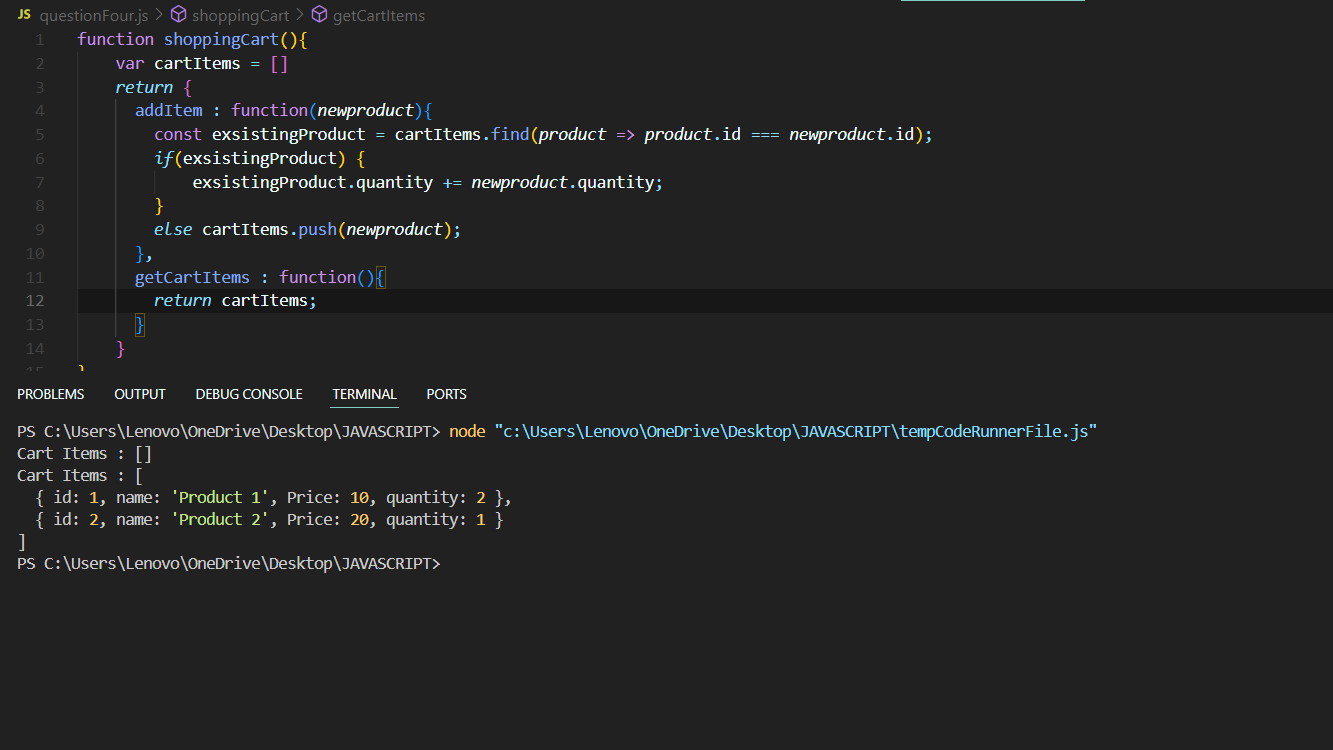 JS questionFour.js > shoppingCart > getCartItems
1 function shoppingCart(){
2 var cartItems = []
3 return {
4 addItem : function(newproduct){
5 const exsistingProduct = cartItems.find(product => product.id === newproduct.id);
6 if(exsistingProduct) {
7 exsistingProduct.quantity += newproduct.quantity;
8 }
9 else cartItems.push(newproduct);
10 },
11 getCartItems : function(){
12 return cartItems;
13 }
14 }
15 }
PROBLEMS OUTPUT DEBUG CONSOLE TERMINAL PORTS
PS C:\Users\Lenovo\OneDrive\Desktop\JAVASCRIPT> node "c:\Users\Lenovo\OneDrive\Desktop\JAVASCRIPT\tempCodeRunnerFile.js"
Cart Items : []
Cart Items : [
{ id: 1, name: 'Product 1', Price: 10, quantity: 2 },
{ id: 2, name: 'Product 2', Price: 20, quantity: 1 }
]
PS C:\Users\Lenovo\OneDrive\Desktop\JAVASCRIPT>